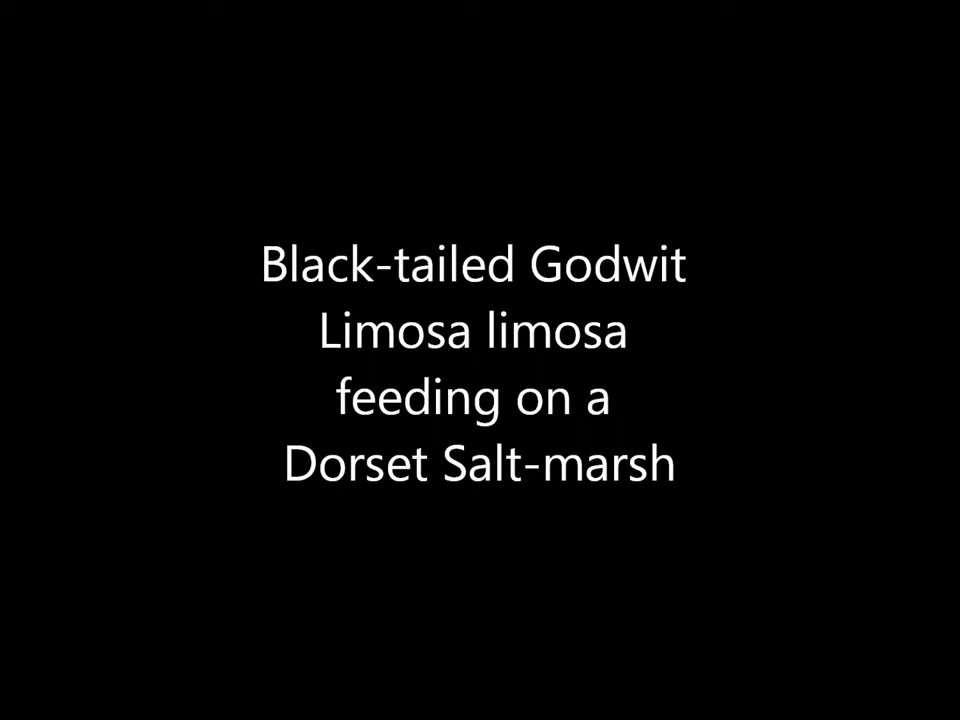 Black-tailed Godwit
Limosa limosa
feeding on a
Dorset Salt-marsh